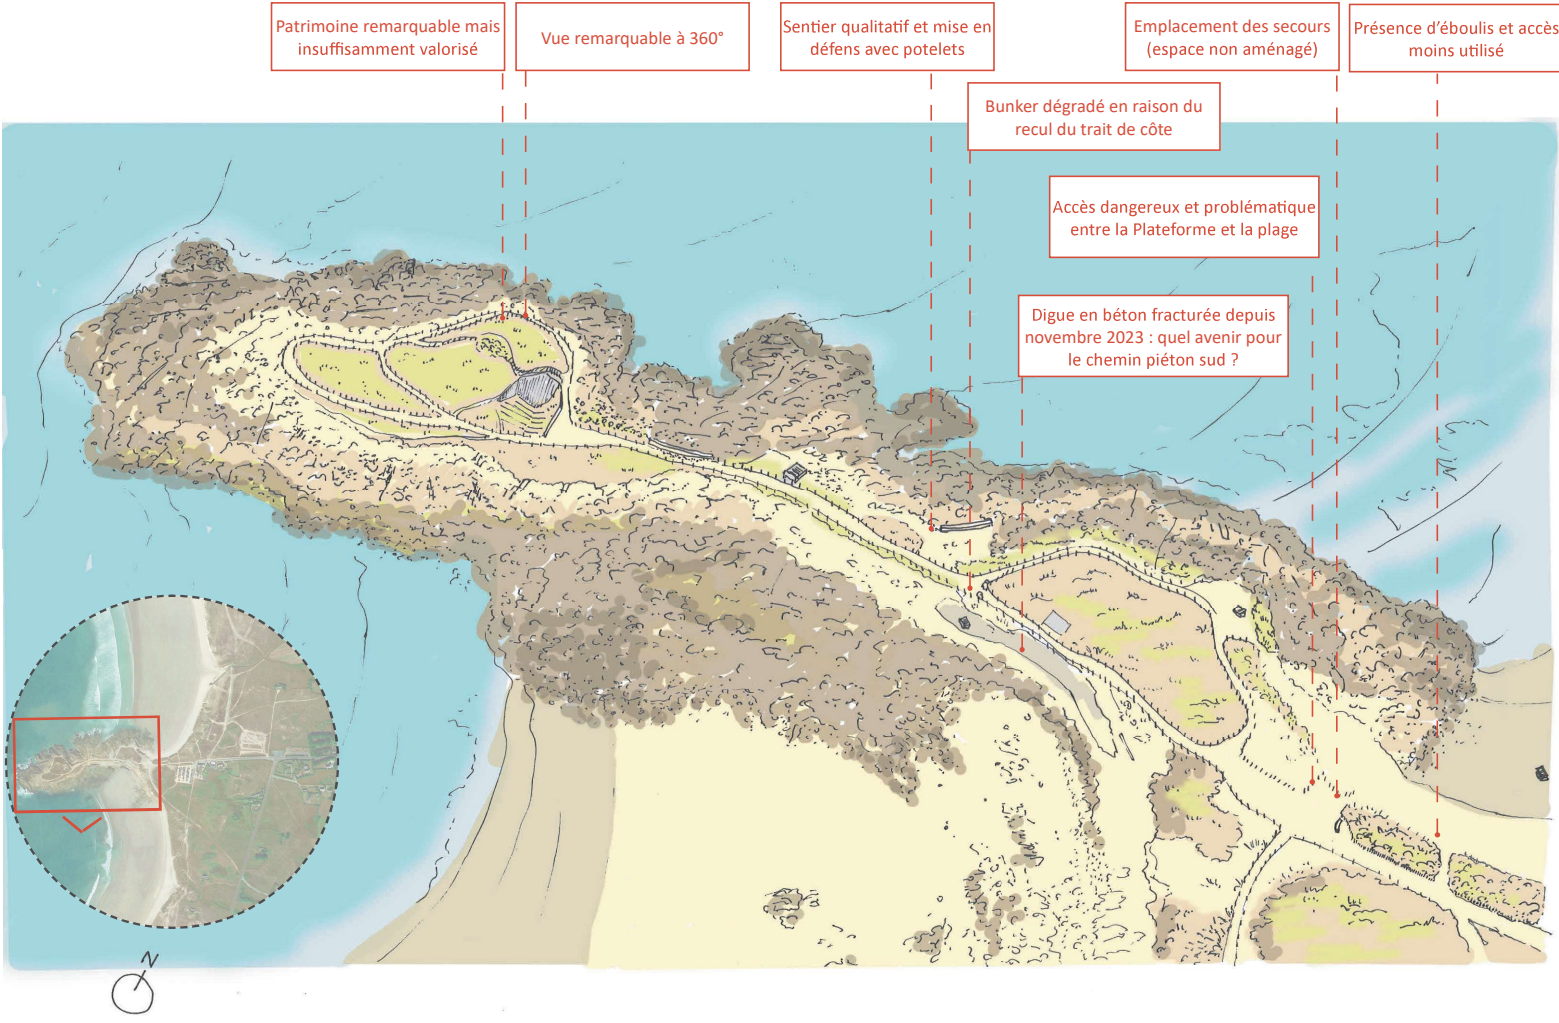 Patrimoine remarquable mais
insuffisamment valorisé
Vue remarquable à 360°
Sentier qualitatif et mise en
défens avec potelets
Emplacement des secours
(espace non aménagé)
Présence d'éboulis et accès
moins utilisé
Bunker dégradé en raison du
recul du trait de côte
Accès dangereux et problématique
entre la Plateforme et la plage
Digue en béton fracturée depuis
novembre 2023 : quel avenir pour
le chemin piéton sud ?
N